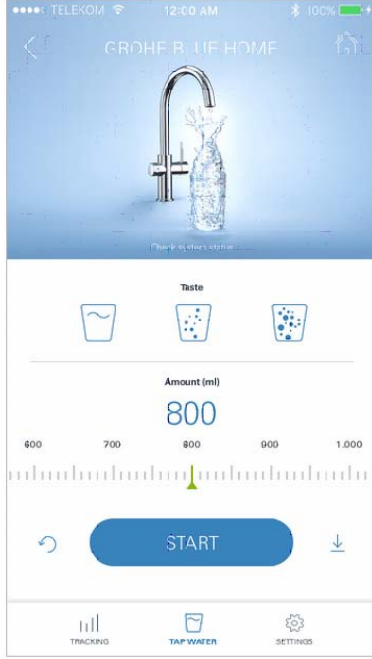 TELEKOM 12:00 AM 100%
GROHE BLUE HOME
Check system status
Taste
Amount (ml)
800
600 700 800 900 1.000
START
TRACKING TAP WATER SETTINGS